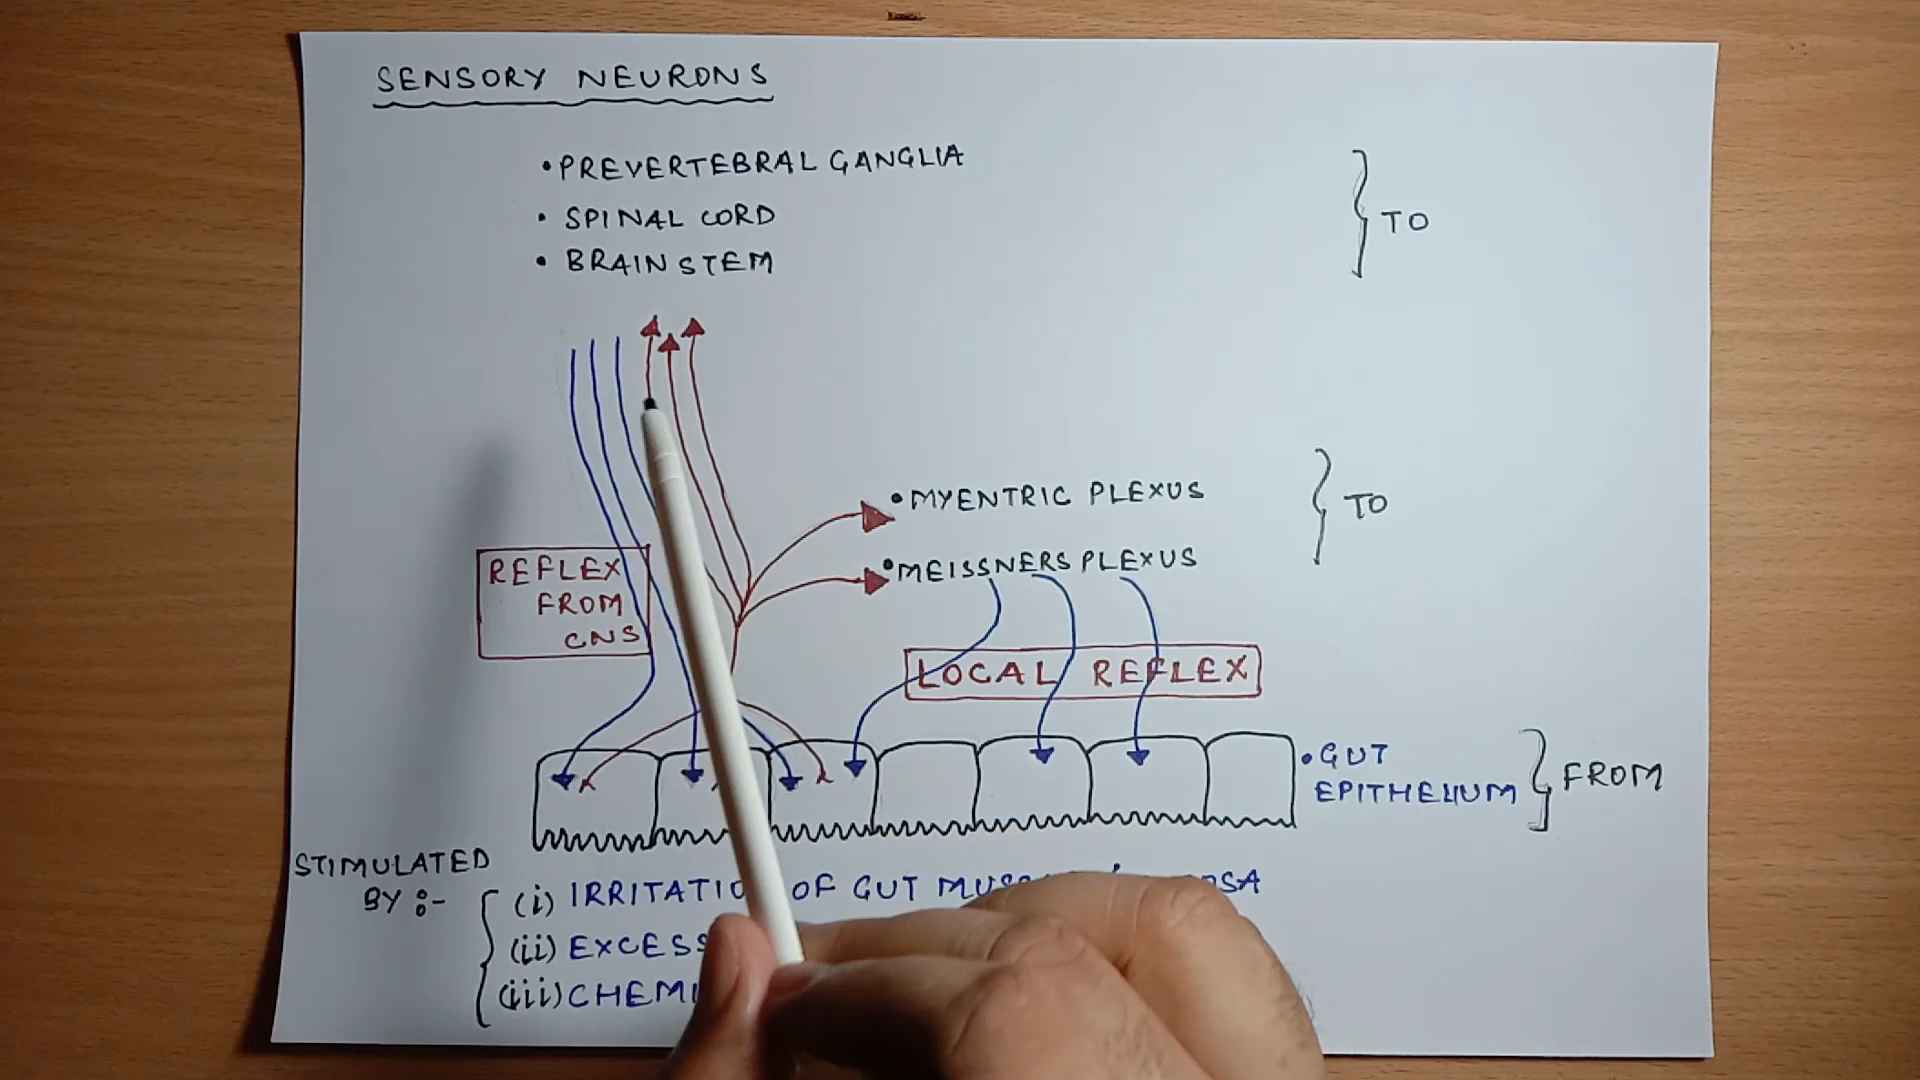 SENSORY NEURONS
• PREVERTEBRAL GANGLIA
• SPINAL CORD
• BRAIN STEM
} TO
• MYENTRIC PLEXUS
• MEISSNERS PLEXUS
} TO
REFLEX
FROM
CNS
LOCAL REFLEX
• GUT
EPITHELIUM
} FROM
STIMULATED
BY :-
(i) IRRITATIO OF GUT
(ii) EXCESS
(iii) CHEMI